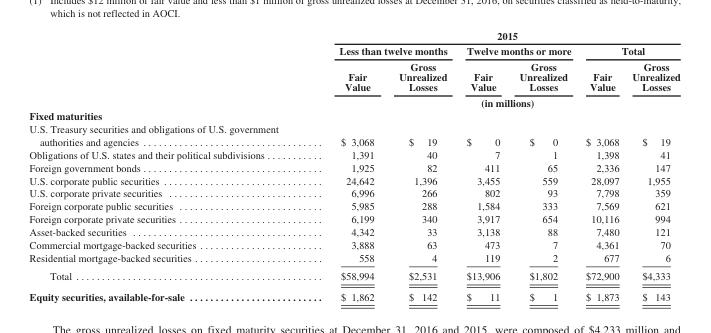 (1) Includes $12 million of fair value and less than $1 million of gross unrealized losses at December 31, 2016, on securities classified as held-to-maturity,
which is not reflected in AOCI.
2015
Less than twelve months Twelve months or more Total
Fair Value Gross Unrealized Losses Fair Value Gross Unrealized Losses Fair Value Gross Unrealized Losses
(in millions)
Fixed maturities
U.S. Treasury securities and obligations of U.S. government
authorities and agencies $ 3,068 $ 19 $ 0 $ 0 $ 3,068 $ 19
Obligations of U.S. states and their political subdivisions 1,391 40 7 1 1,398 41
Foreign government bonds 1,925 82 411 65 2,336 147
U.S. corporate public securities 24,642 1,396 3,455 559 28,097 1,955
U.S. corporate private securities 6,996 266 802 93 7,798 359
Foreign corporate public securities 5,985 288 1,584 333 7,569 621
Foreign corporate private securities 6,199 340 3,917 654 10,116 994
Asset-backed securities 4,342 33 3,138 88 7,480 121
Commercial mortgage-backed securities 3,888 63 473 7 4,361 70
Residential mortgage-backed securities 558 4 119 2 677 6
Total $58,994 $2,531 $13,906 $1,802 $72,900 $4,333
Equity securities, available-for-sale $ 1,862 $ 142 $ 11 $ 1 $ 1,873 $ 143
The gross unrealized losses on fixed maturity securities at December 31, 2016 and 2015, were composed of $4,233 million and